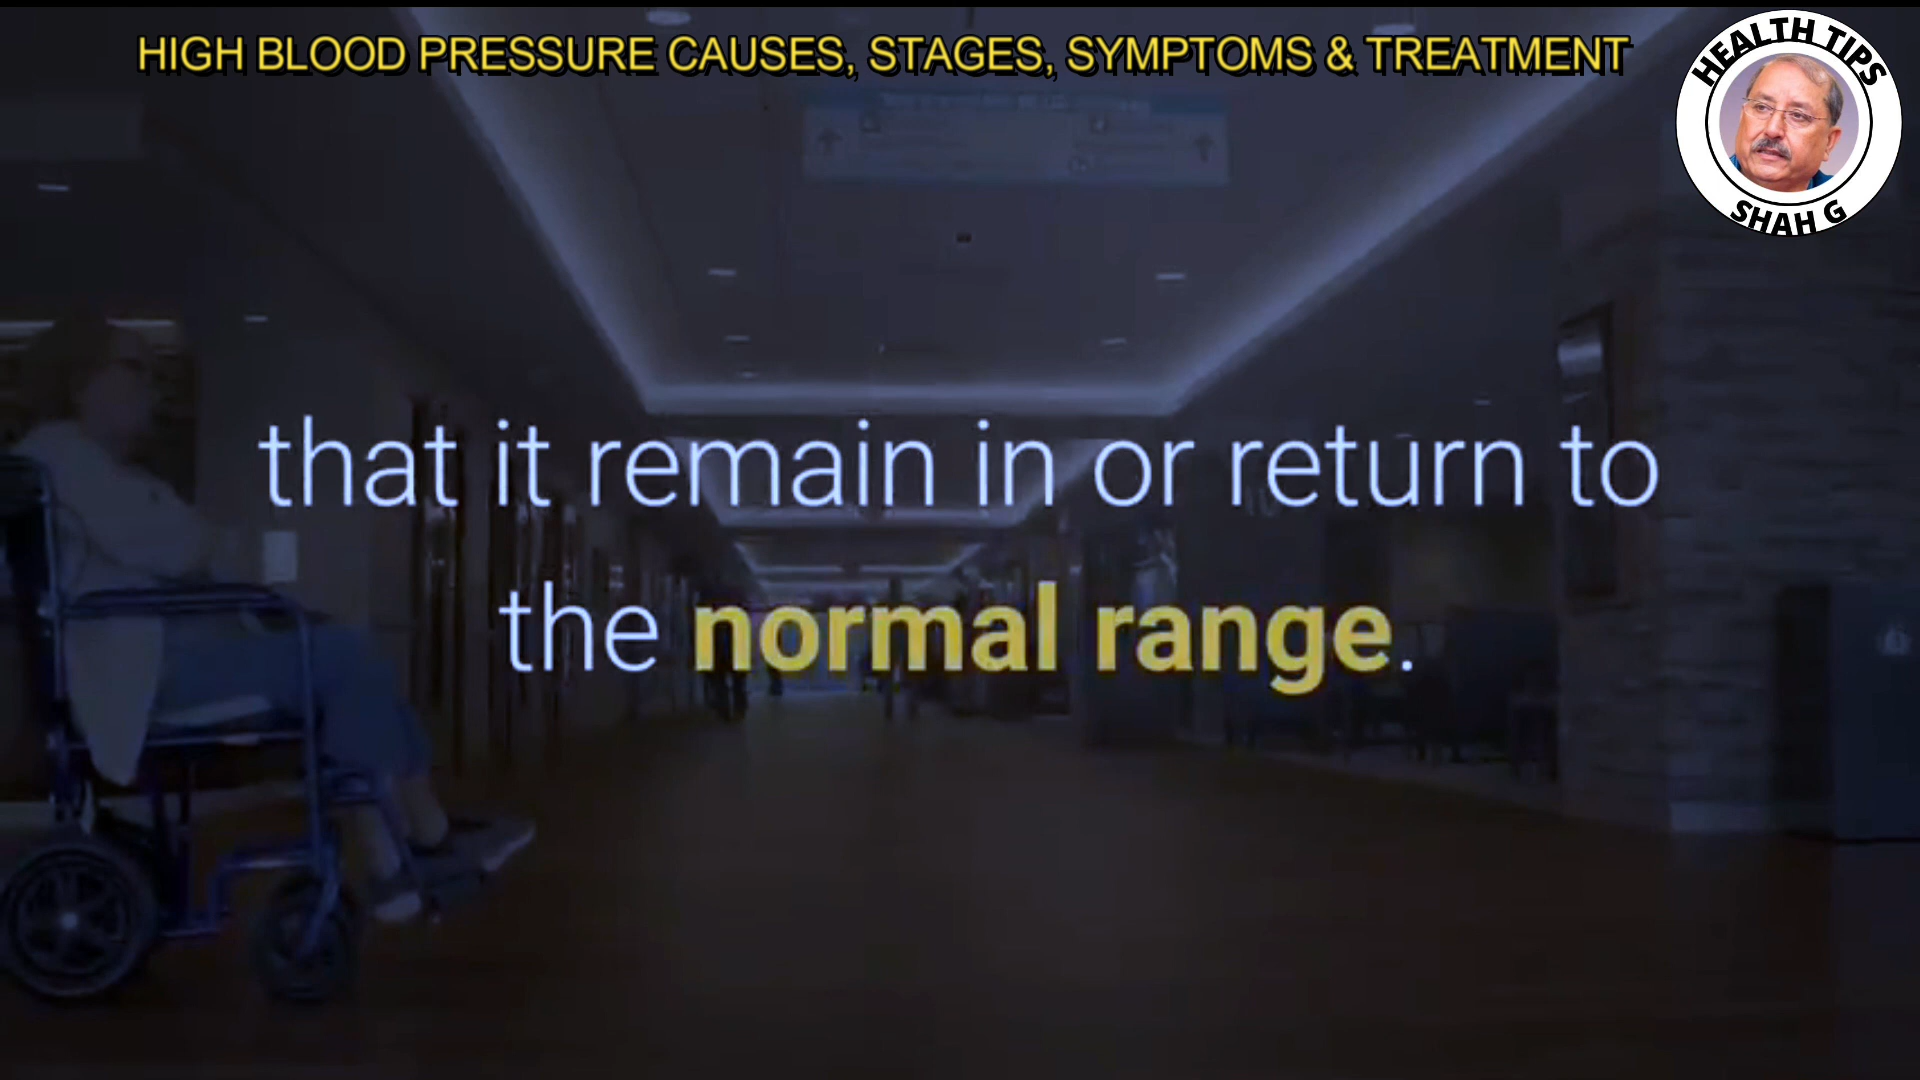 HIGH BLOOD PRESSURE CAUSES, STAGES, SYMPTOMS & TREATMENT
HEALTH TIPS
SHAH G
that it remain in or return to
the normal range.